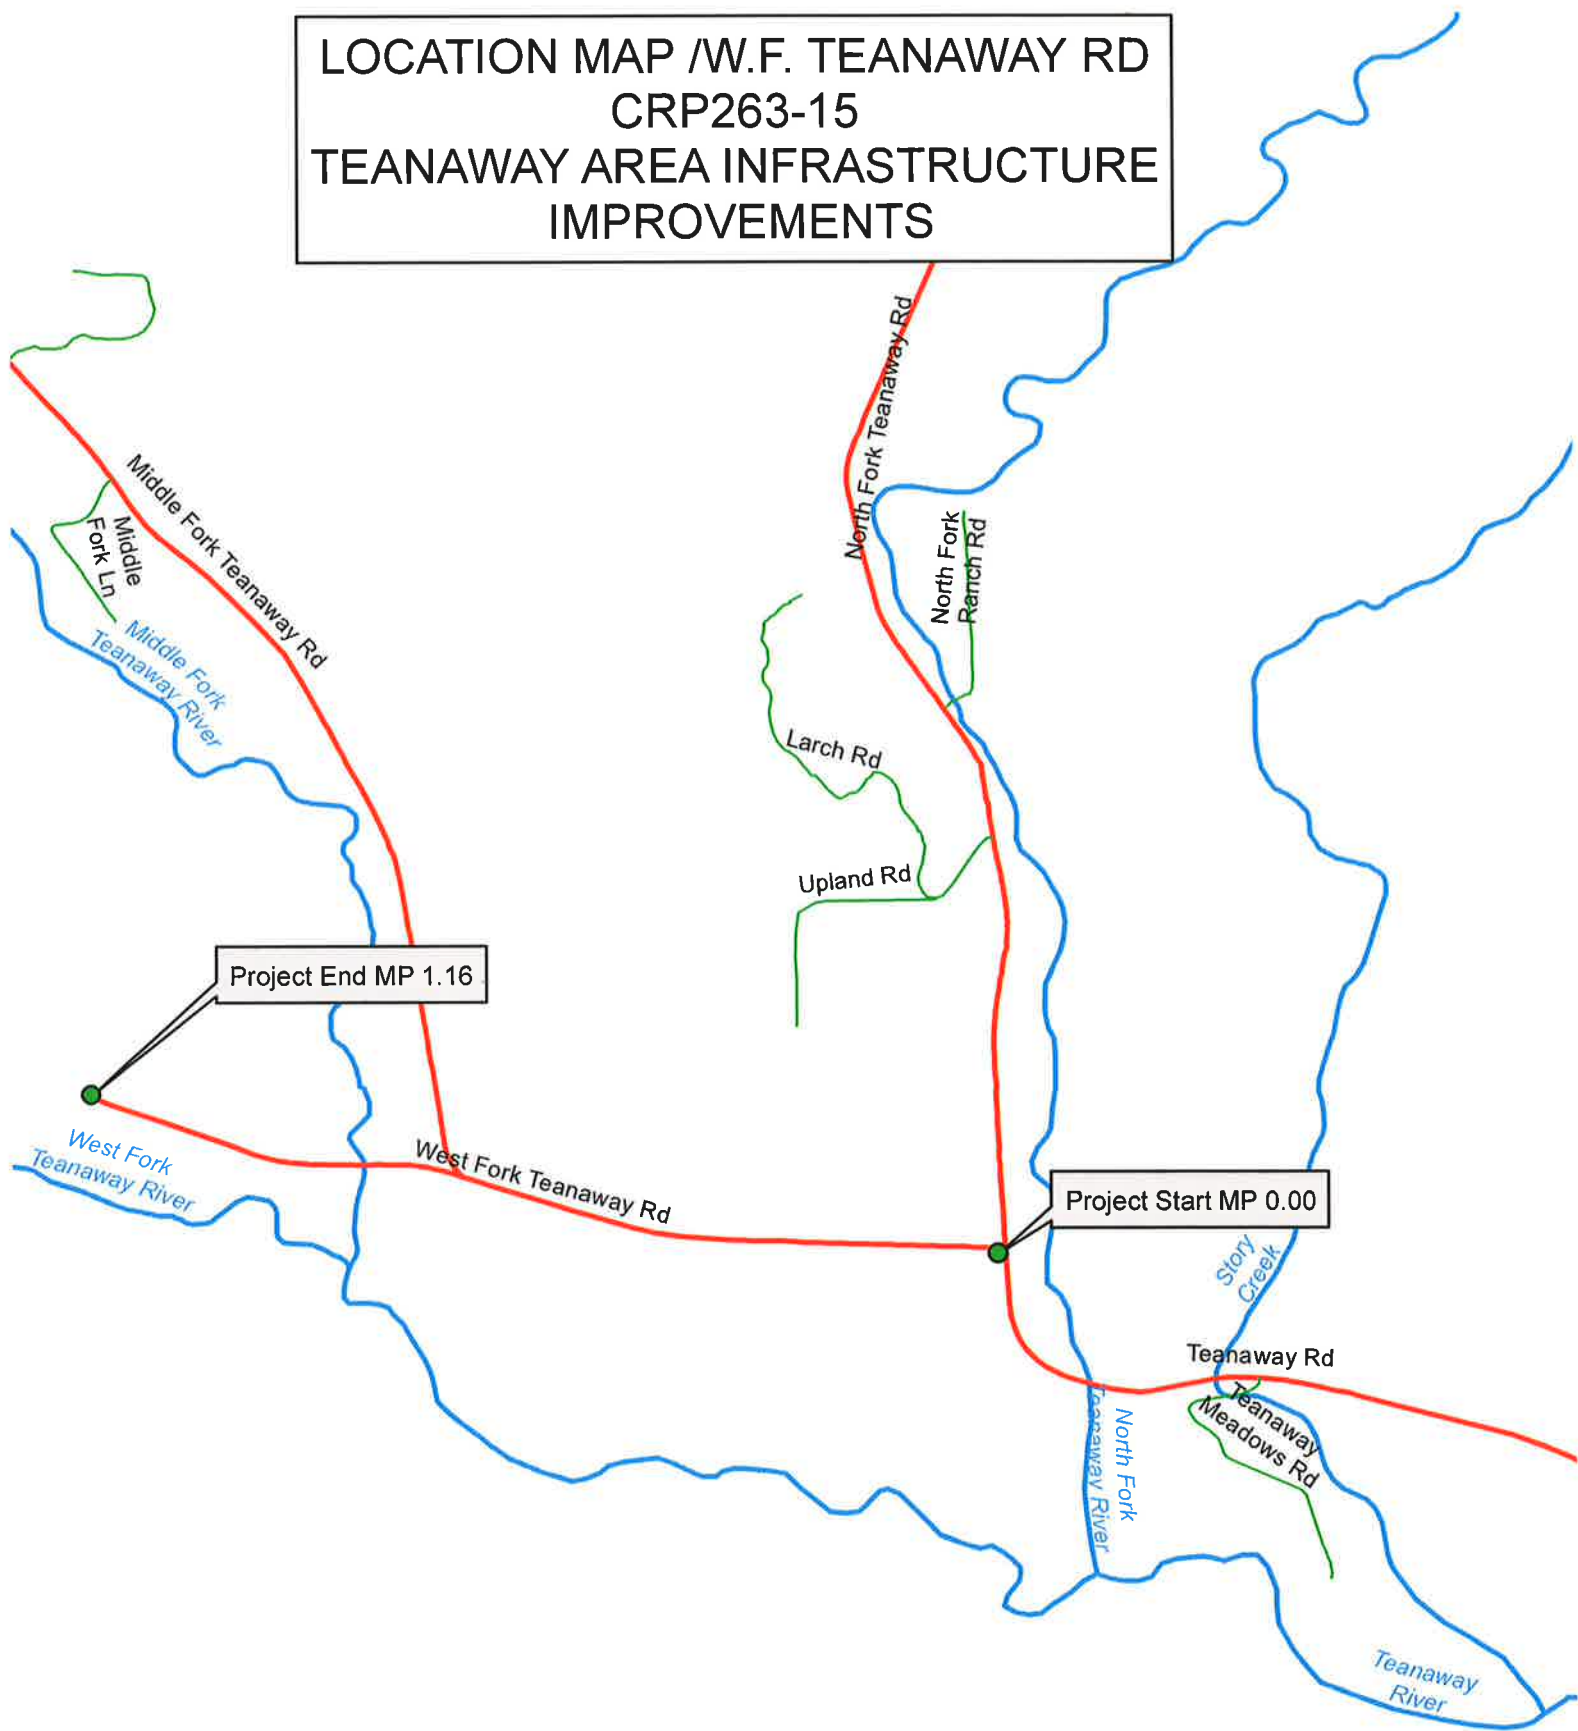 LOCATION MAP /W.F. TEANAWAY RD
CRP263-15
TEANAWAY AREA INFRASTRUCTURE
IMPROVEMENTS
North Fork Teanaway Rd
Middle Fork Teanaway Rd
Middle
Fork Ln
North Fork
Ranch Rd
Middle Fork
Teanaway River
Larch Rd
Upland Rd
Project End MP 1.16
West Fork
Teanaway River
West Fork Teanaway Rd
Project Start MP 0.00
Story
Creek
Teanaway Rd
Teanaway
Meadows Rd
North Fork
Teanaway River
Teanaway
River